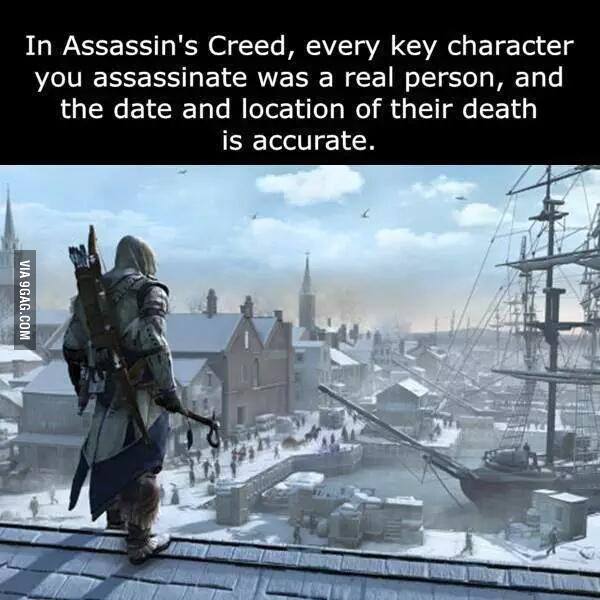 In Assassin's Creed, every key character
you assassinate was a real person, and
the date and location of their death
is accurate.
VIA 9GAG.COM